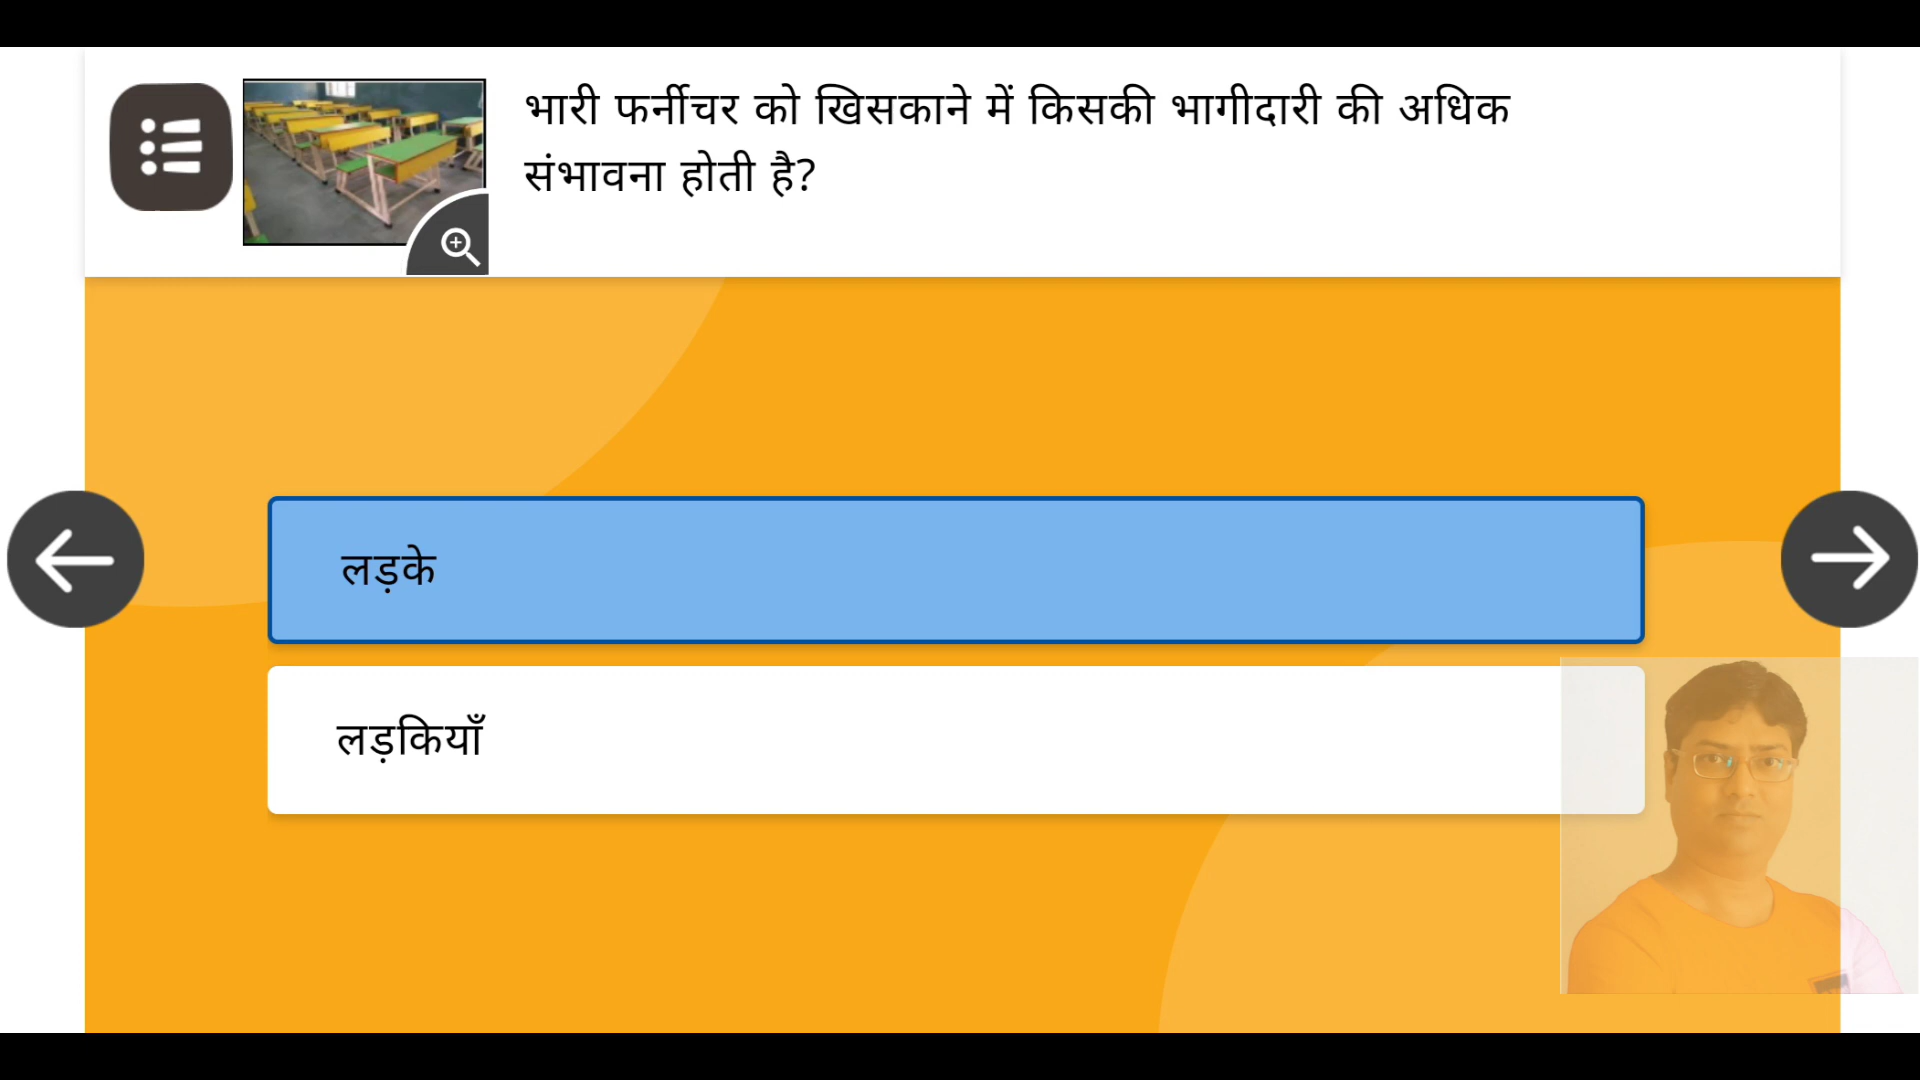 भारी फर्नीचर को खिसकाने में किसकी भागीदारी की अधिक
संभावना होती है?
लड़के
लड़कियाँ